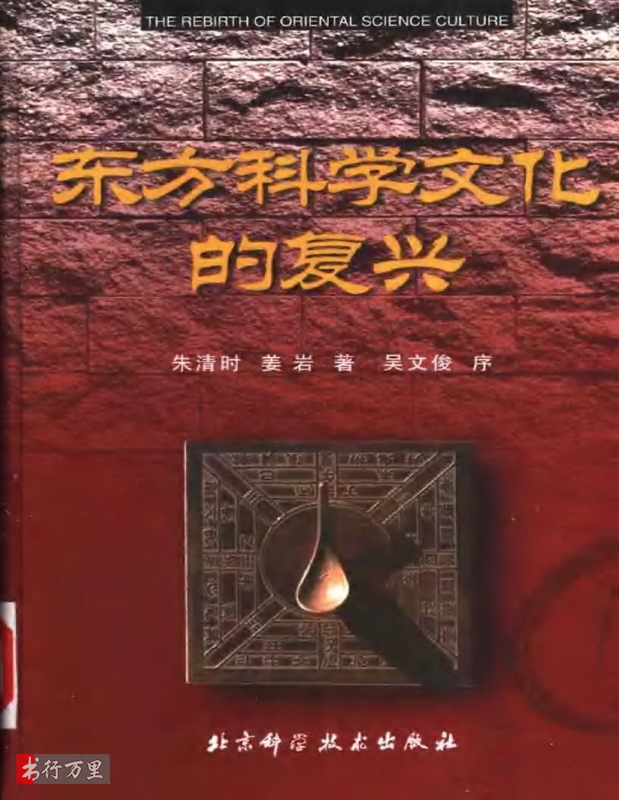 THE REBIRTH OF ORIENTAL SCIENCE CULTURE
东方科学文化
的复兴
朱清时 姜岩 著 吴文俊 序
北京科学技术出版社
书行万里